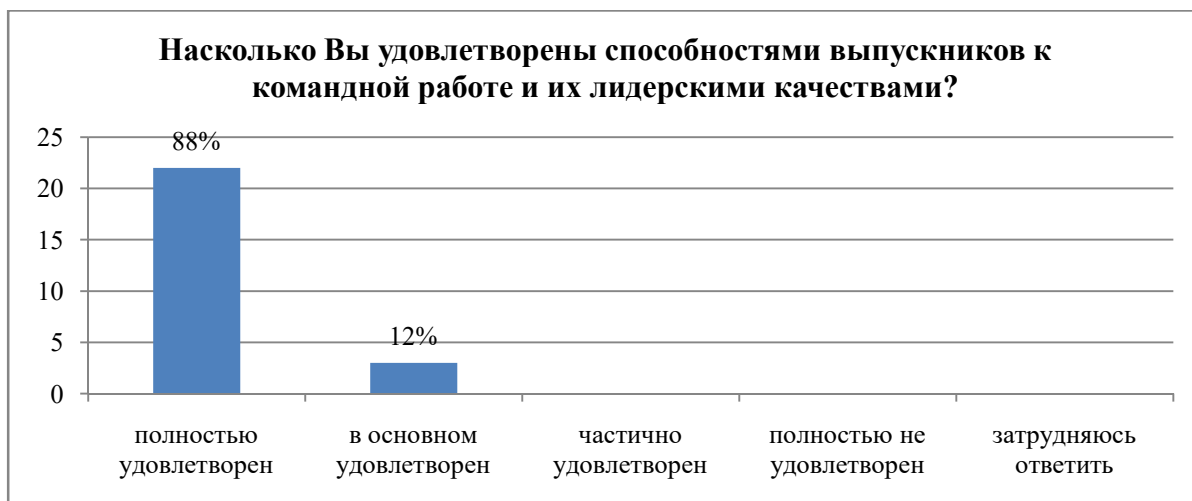 Насколько Вы удовлетворены способностями выпускников к
командной работе и их лидерскими качествами?
25
20
15
10
5
0
88%
12%
полностью
удовлетворен
в основном
удовлетворен
частично
удовлетворен
полностью не
удовлетворен
затрудняюсь
ответить